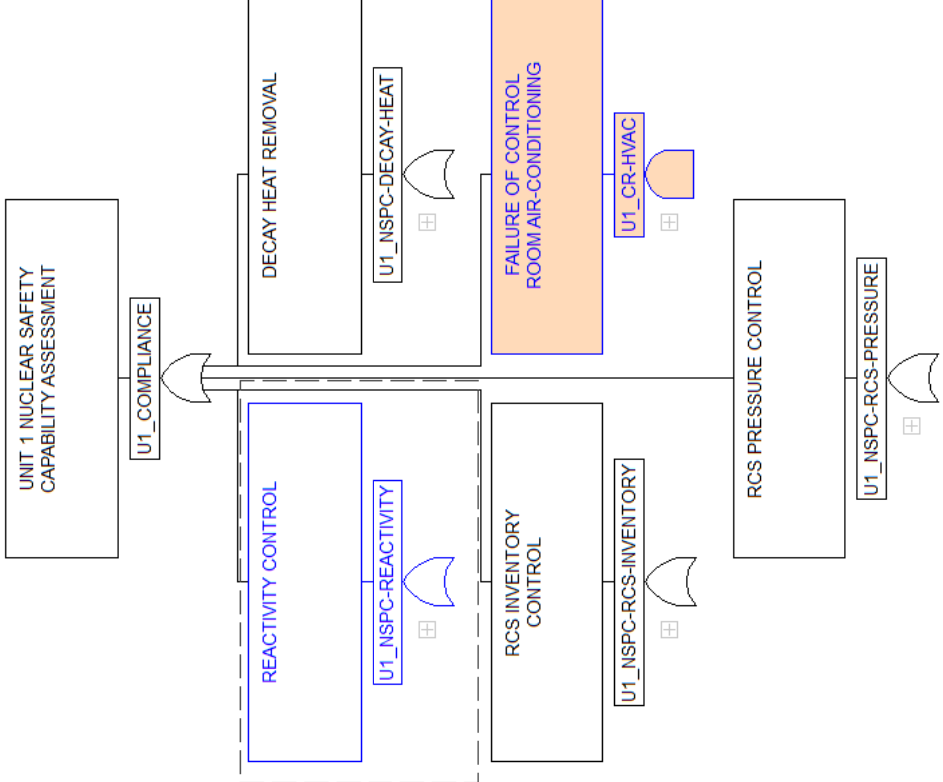 UNIT 1 NUCLEAR SAFETY
CAPABILITY ASSESSMENT
U1_COMPLIANCE
REACTIVITY CONTROL
U1_NSPC-REACTIVITY
DECAY HEAT REMOVAL
U1_NSPC-DECAY-HEAT
RCS INVENTORY
CONTROL
U1_NSPC-RCS-INVENTORY
FAILURE OF CONTROL
ROOM AIR-CONDITIONING
U1_CR-HVAC
RCS PRESSURE CONTROL
U1_NSPC-RCS-PRESSURE